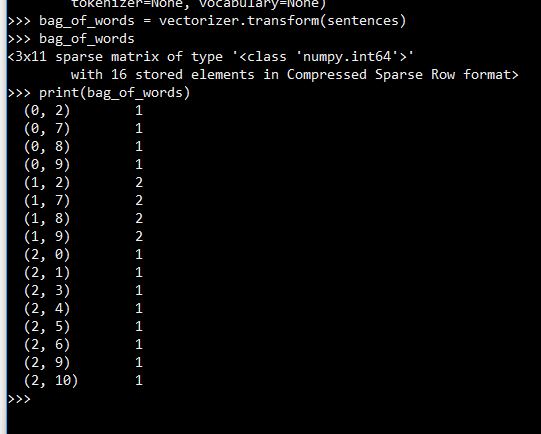 tokenizer=None, vocabulary=None)
>>> bag_of_words = vectorizer.transform(sentences)
>>> bag_of_words
<3x11 sparse matrix of type '<class 'numpy.int64'>'
        with 16 stored elements in Compressed Sparse Row format>
>>> print(bag_of_words)
  (0, 2)        1
  (0, 7)        1
  (0, 8)        1
  (0, 9)        1
  (1, 2)        2
  (1, 7)        2
  (1, 8)        2
  (1, 9)        2
  (2, 0)        1
  (2, 1)        1
  (2, 3)        1
  (2, 4)        1
  (2, 5)        1
  (2, 6)        1
  (2, 9)        1
  (2, 10)       1
>>>